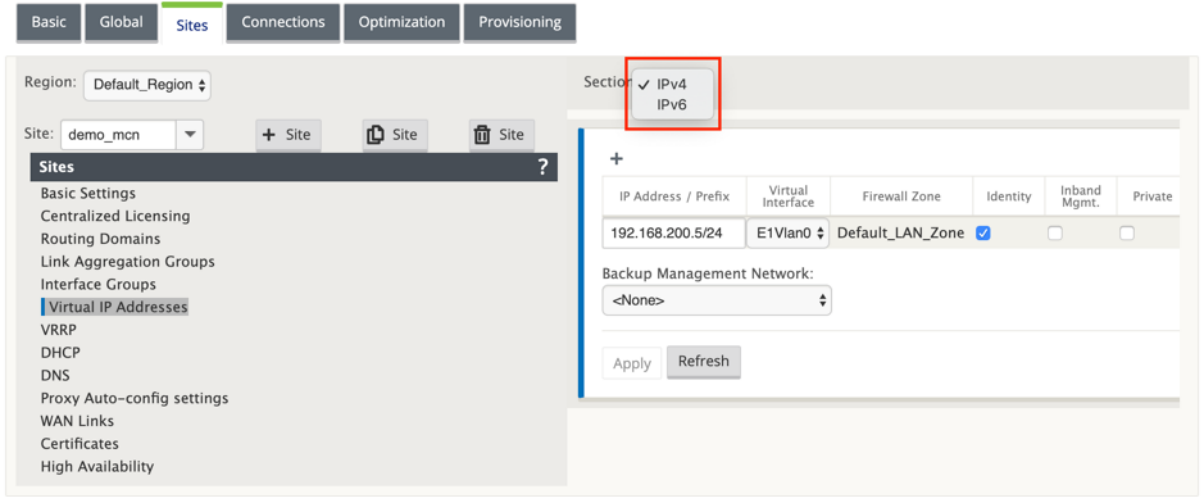 Basic Global Sites Connections Optimization Provisioning
Region: Default_Region
Section IPv4
IPv6
Site: demo_mcn + Site Site Site
Sites ?
Basic Settings
Centralized Licensing
Routing Domains
Link Aggregation Groups
Interface Groups
Virtual IP Addresses
VRRP
DHCP
DNS
Proxy Auto-config settings
WAN Links
Certificates
High Availability
+
IP Address / Prefix Virtual Interface Firewall Zone Identity Inband Mgmt. Private
192.168.200.5/24 E1Vlan0 Default_LAN_Zone
Backup Management Network:
<None>
Apply Refresh